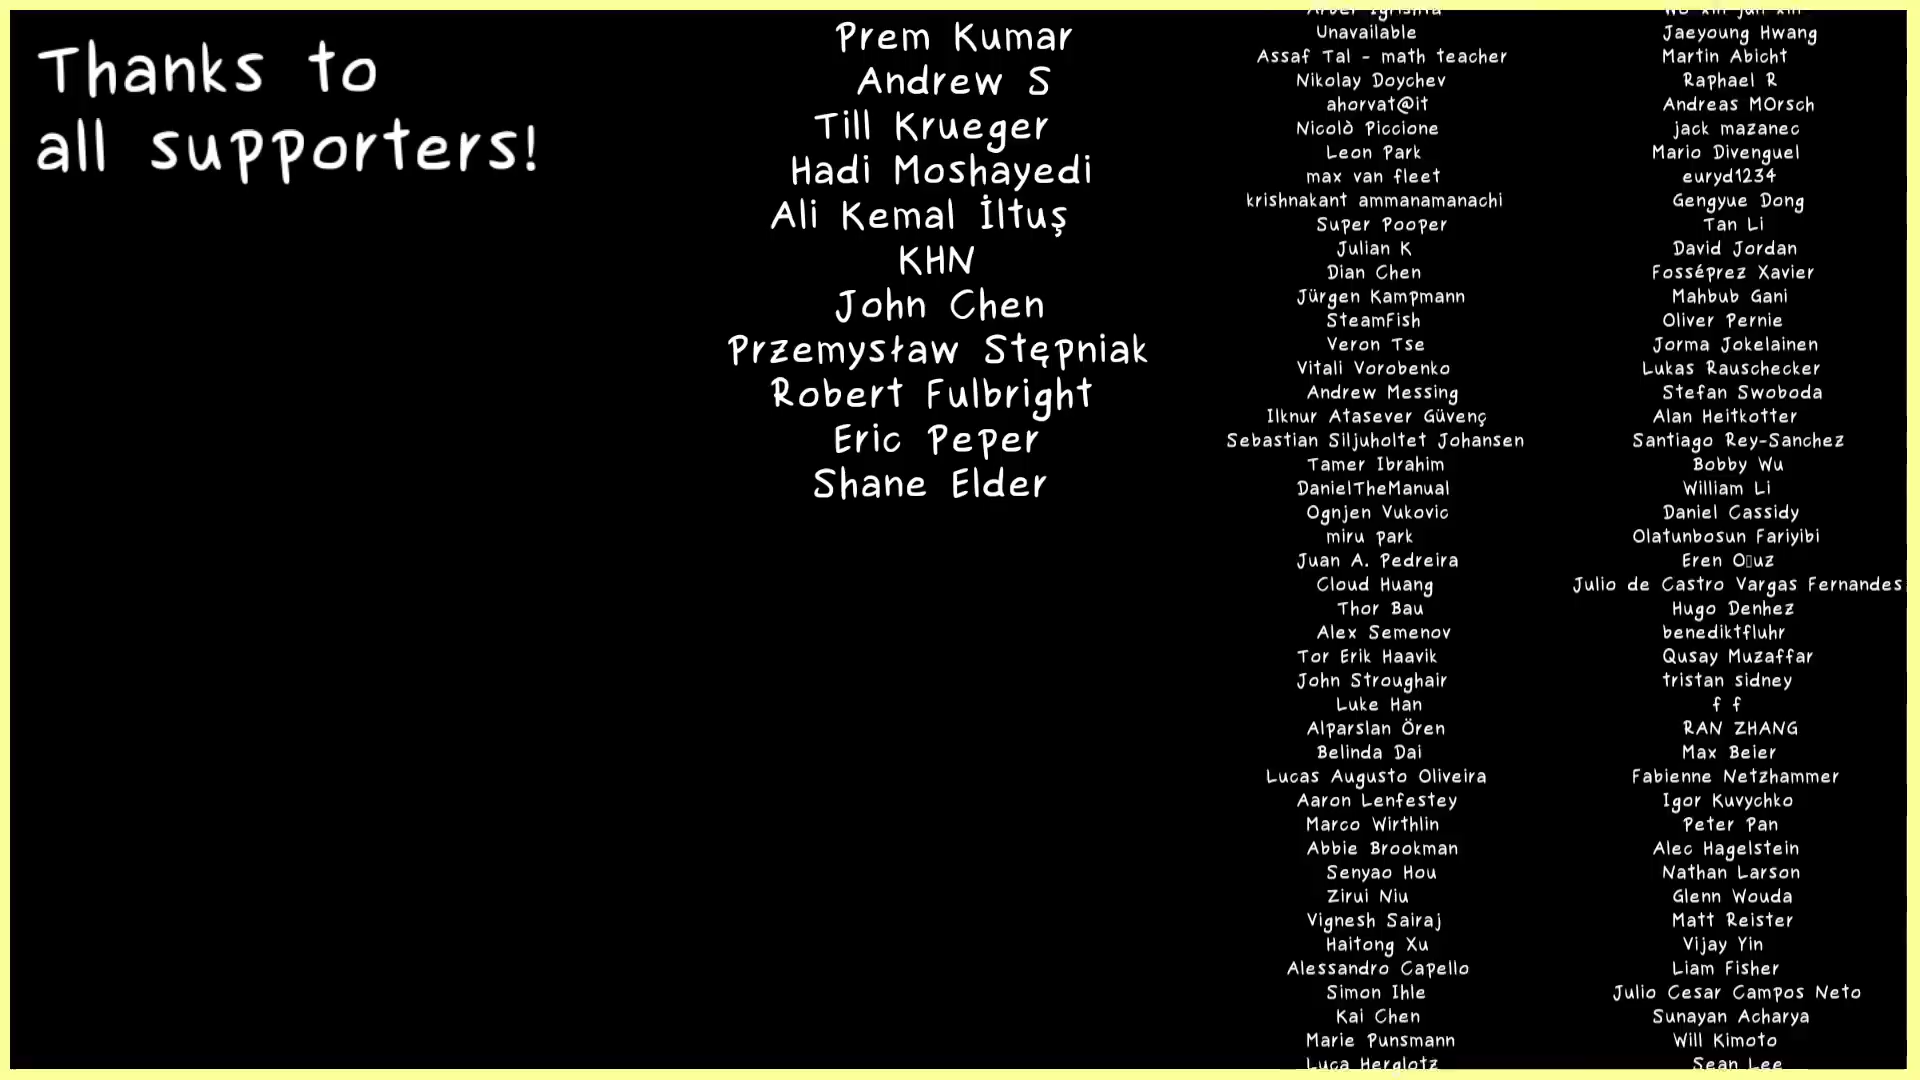 Thanks to
all supporters!
Prem Kumar
Andrew S
Till Krueger
Hadi Moshayedi
Ali Kemal İltuş
KHN
John Chen
Przemysław Stępniak
Robert Fulbright
Eric Peper
Shane Elder
Unavailable
Assaf Tal - math teacher
Nikolay Doychev
ahorvat@it
Nicolò Piccione
Leon Park
max van fleet
krishnakant ammanamanachi
Super Pooper
Julian K
Dian Chen
Jürgen Kampmann
SteamFish
Veron Tse
Vitali Vorobenko
Andrew Messing
Ilknur Atasever Güvenç
Sebastian Siljuholtet Johansen
Tamer Ibrahim
DanielTheManual
Ognjen Vukovic
miru park
Juan A. Pedreira
Cloud Huang
Thor Bau
Alex Semenov
Tor Erik Haavik
John Stroughair
Luke Han
Alparslan Ören
Belinda Dai
Lucas Augusto Oliveira
Aaron Lenfestey
Marco Wirthlin
Abbie Brookman
Senyao Hou
Zirui Niu
Vignesh Sairaj
Haitong Xu
Alessandro Capello
Simon Ihle
Kai Chen
Marie Punsmann
Luca Herglotz
Jaeyoung Hwang
Martin Abicht
Raphael R
Andreas MOrsch
jack mazanec
Mario Divenguel
euryd1234
Gengyue Dong
Tan Li
David Jordan
Fosséprez Xavier
Mahbub Gani
Oliver Pernie
Jorma Jokelainen
Lukas Rauschecker
Stefan Swoboda
Alan Heitkotter
Santiago Rey-Sanchez
Bobby Wu
William Li
Daniel Cassidy
Olatunbosun Fariyibi
Eren O▯uz
Julio de Castro Vargas Fernandes
Hugo Denhez
benediktfluhr
Qusay Muzaffar
tristan sidney
f f
RAN ZHANG
Max Beier
Fabienne Netzhammer
Igor Kuvychko
Peter Pan
Alec Hagelstein
Nathan Larson
Glenn Wouda
Matt Reister
Vijay Yin
Liam Fisher
Julio Cesar Campos Neto
Sunayan Acharya
Will Kimoto
Sean Lee